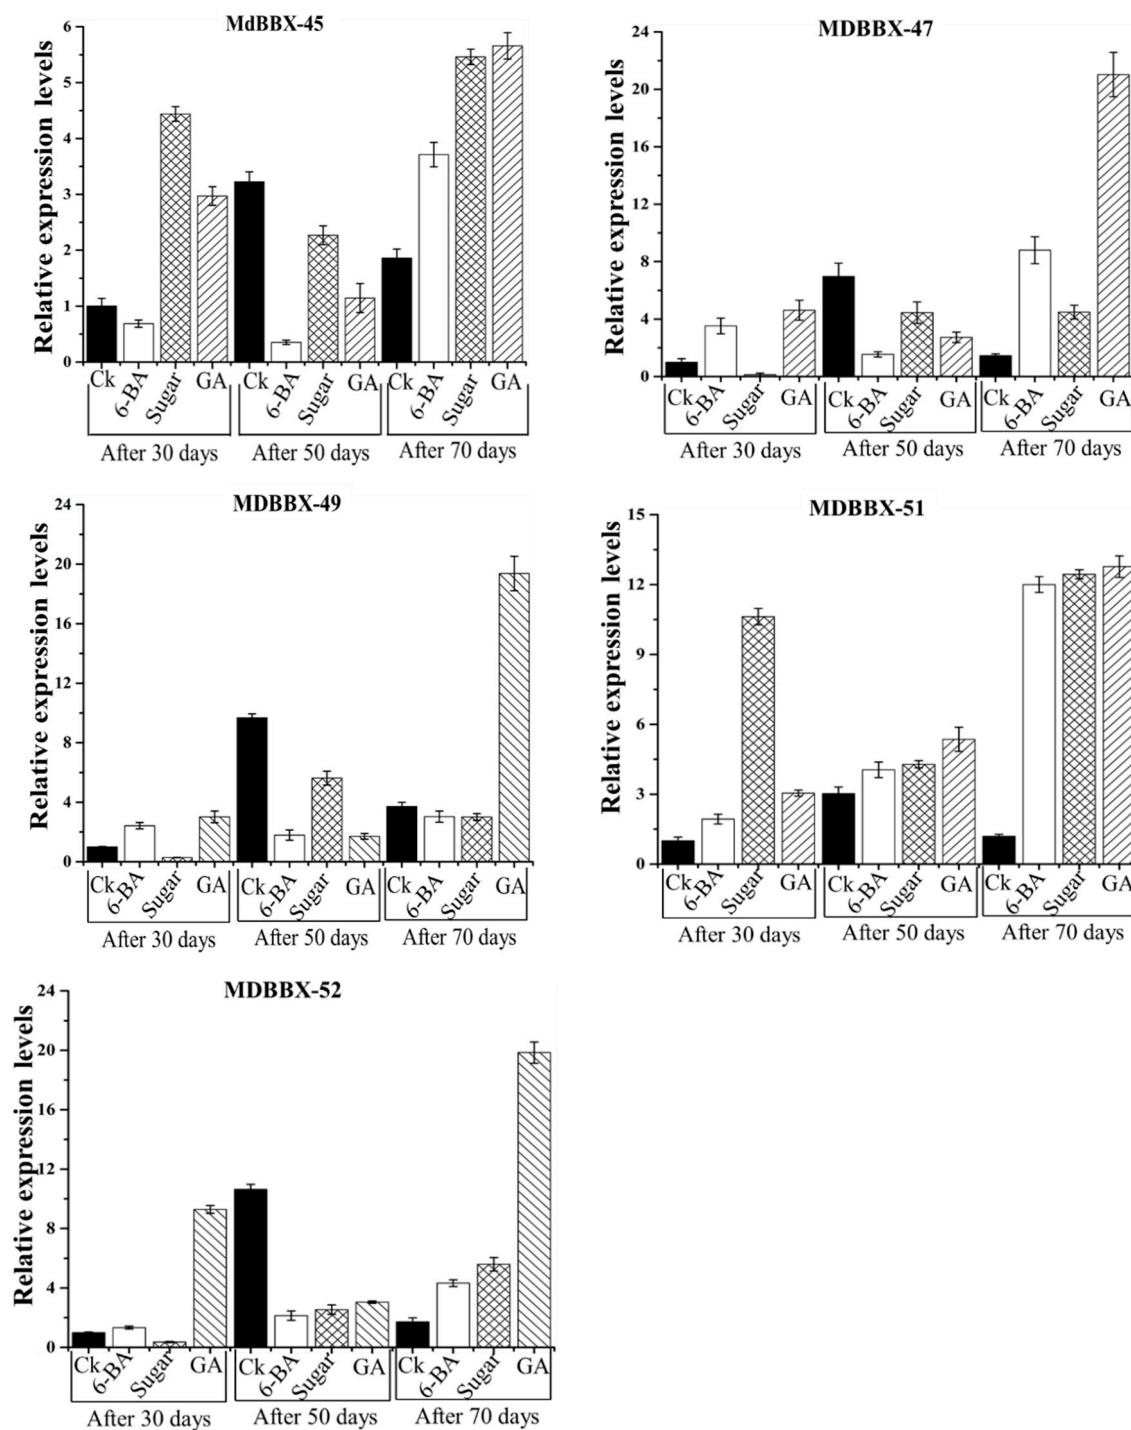 MdBBX-45
Relative expression levels
6
5
4
3
2
1
0
Ck 6-BA Sugar GA Ck 6-BA Sugar GA Ck 6-BA Sugar GA
After 30 days After 50 days After 70 days
MDBBX-47
Relative expression levels
24
20
16
12
8
4
0
Ck 6-BA Sugar GA Ck 6-BA Sugar GA Ck 6-BA Sugar GA
After 30 days After 50 days After 70 days
MDBBX-49
Relative expression levels
24
20
16
12
8
4
0
Ck 6-BA Sugar GA Ck 6-BA Sugar GA Ck 6-BA Sugar GA
After 30 days After 50 days After 70 days
MDBBX-51
Relative expression levels
15
12
9
6
3
0
Ck 6-BA Sugar GA Ck 6-BA Sugar GA Ck 6-BA Sugar GA
After 30 days After 50 days After 70 days
MDBBX-52
Relative expression levels
24
20
16
12
8
4
0
Ck 6-BA Sugar GA Ck 6-BA Sugar GA Ck 6-BA Sugar GA
After 30 days After 50 days After 70 days